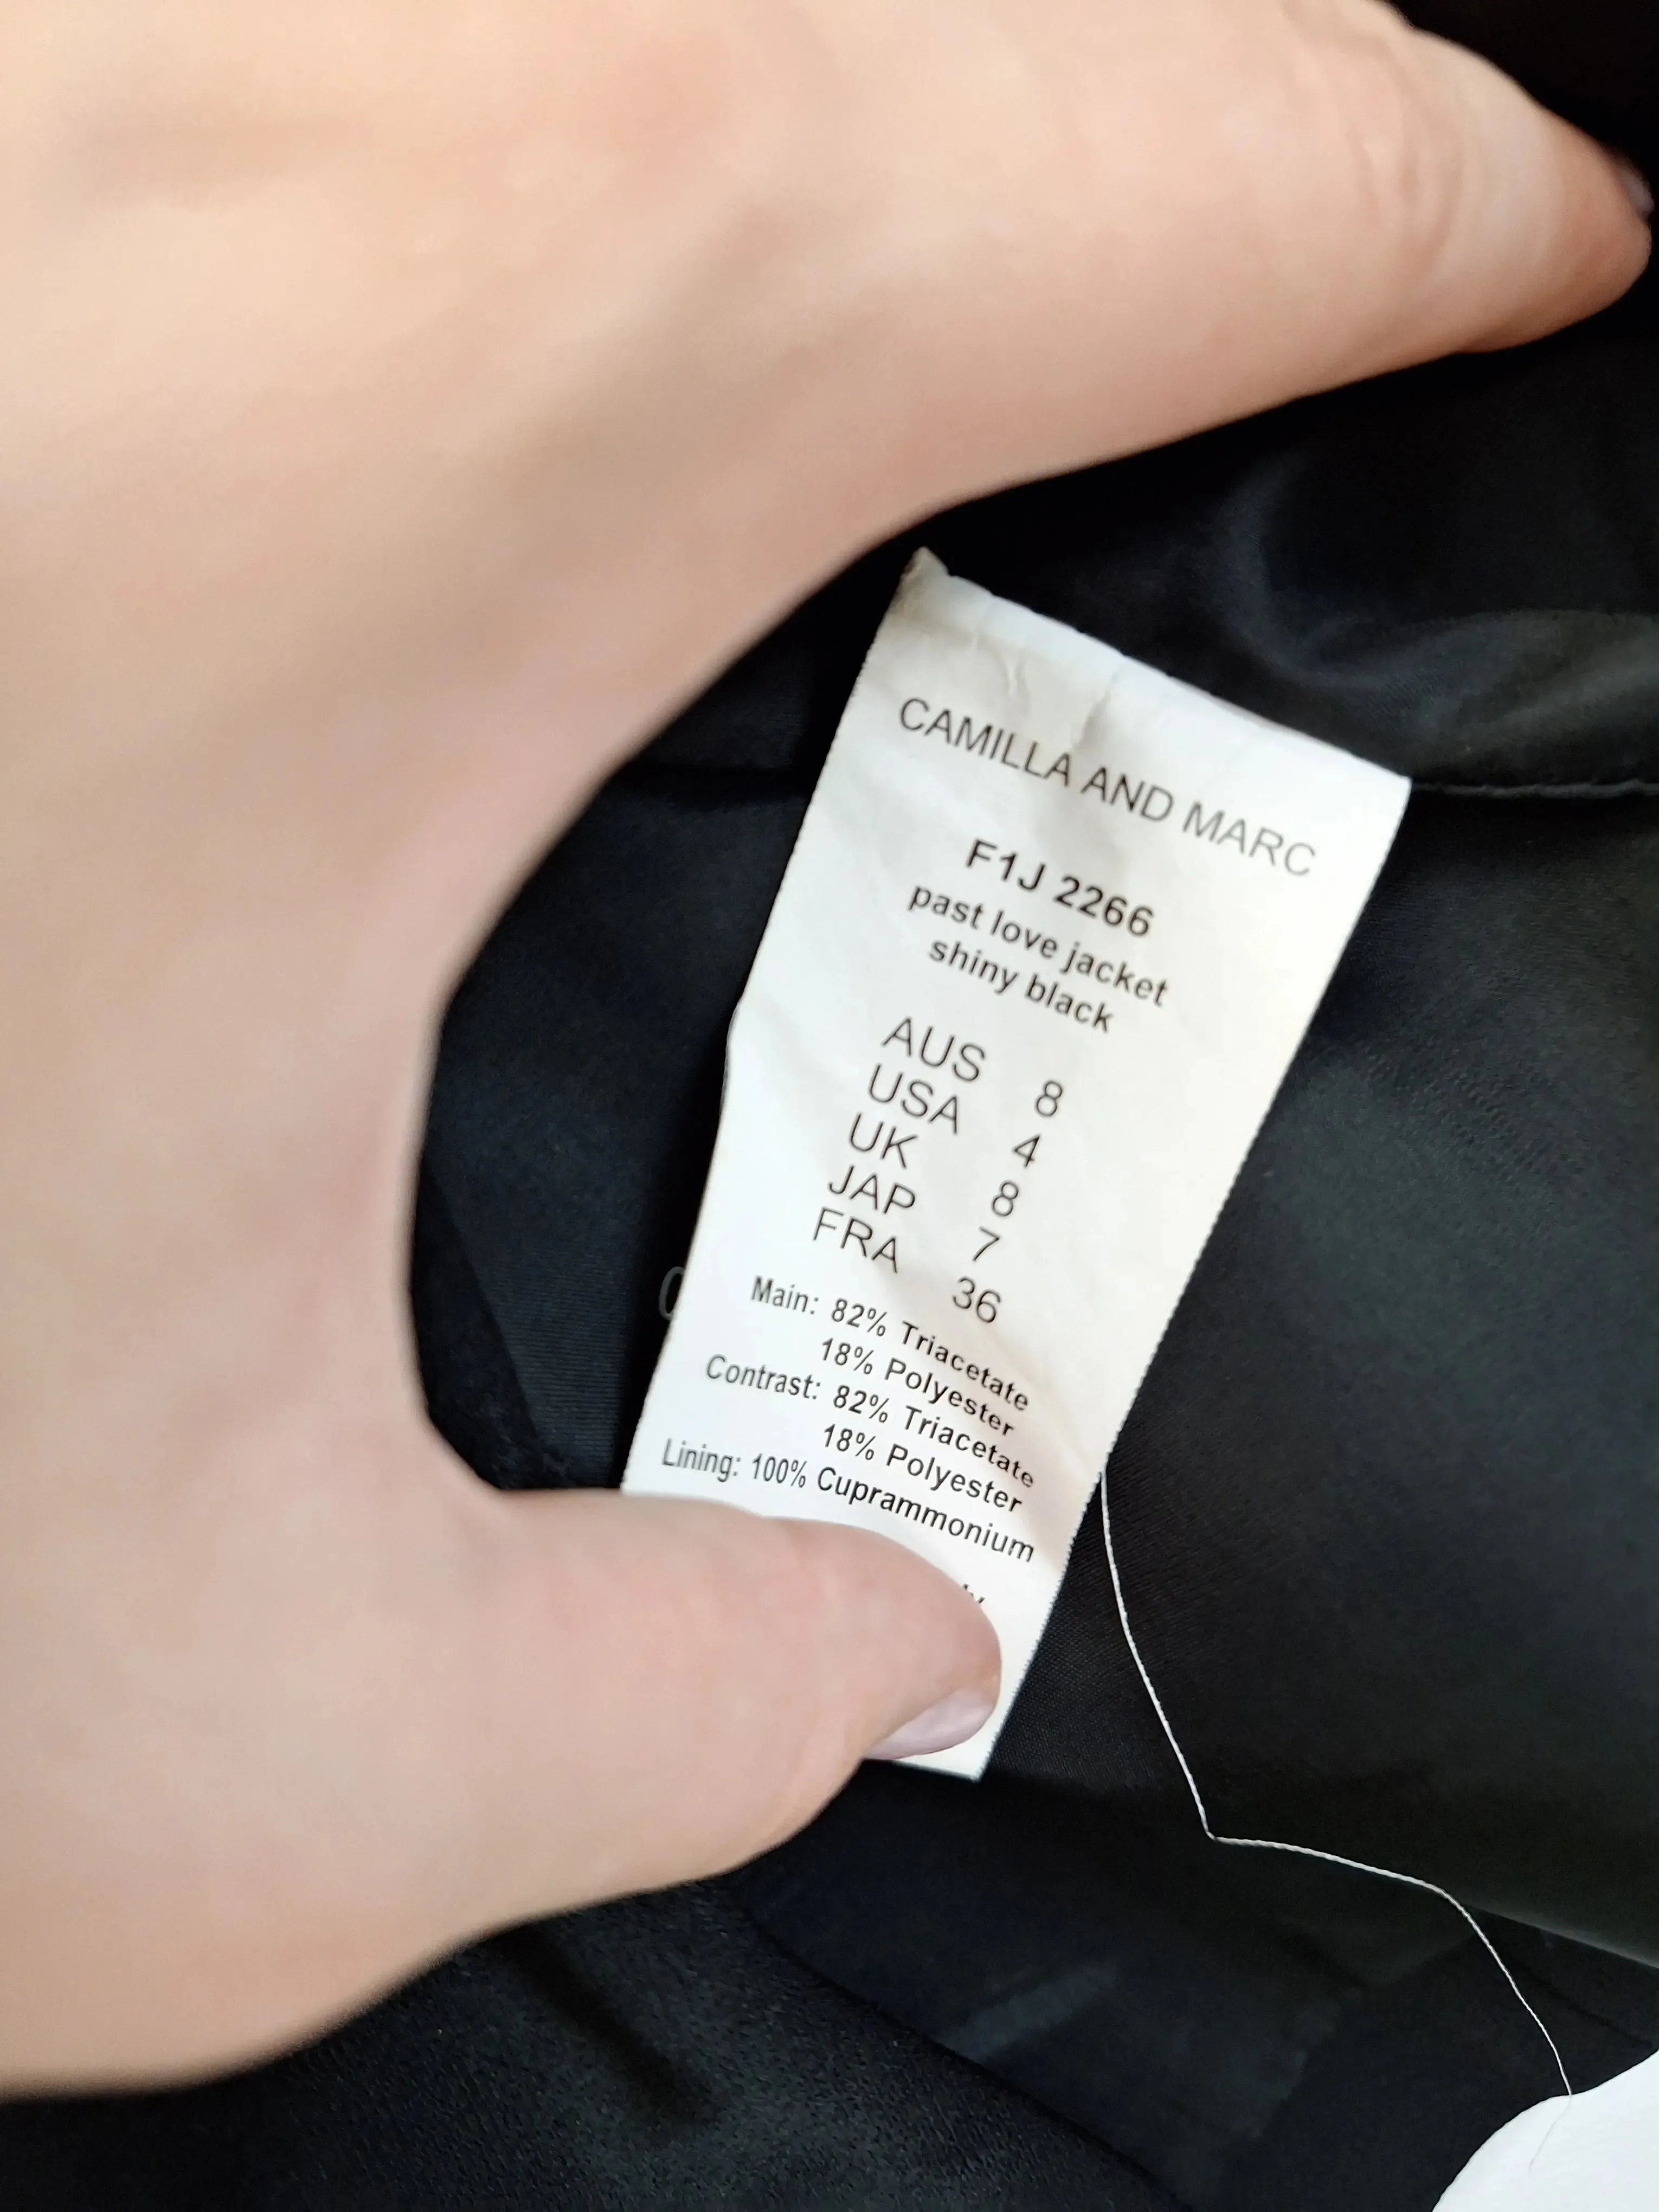 CAMILLA AND MARC
F1J 2266
past love jacket
shiny black
AUS 8
USA 4
UK 8
JAP 7
FRA 36
Main: 82% Triacetate
18% Polyester
Contrast: 82% Triacetate
18% Polyester
Lining: 100% Cuprammonium